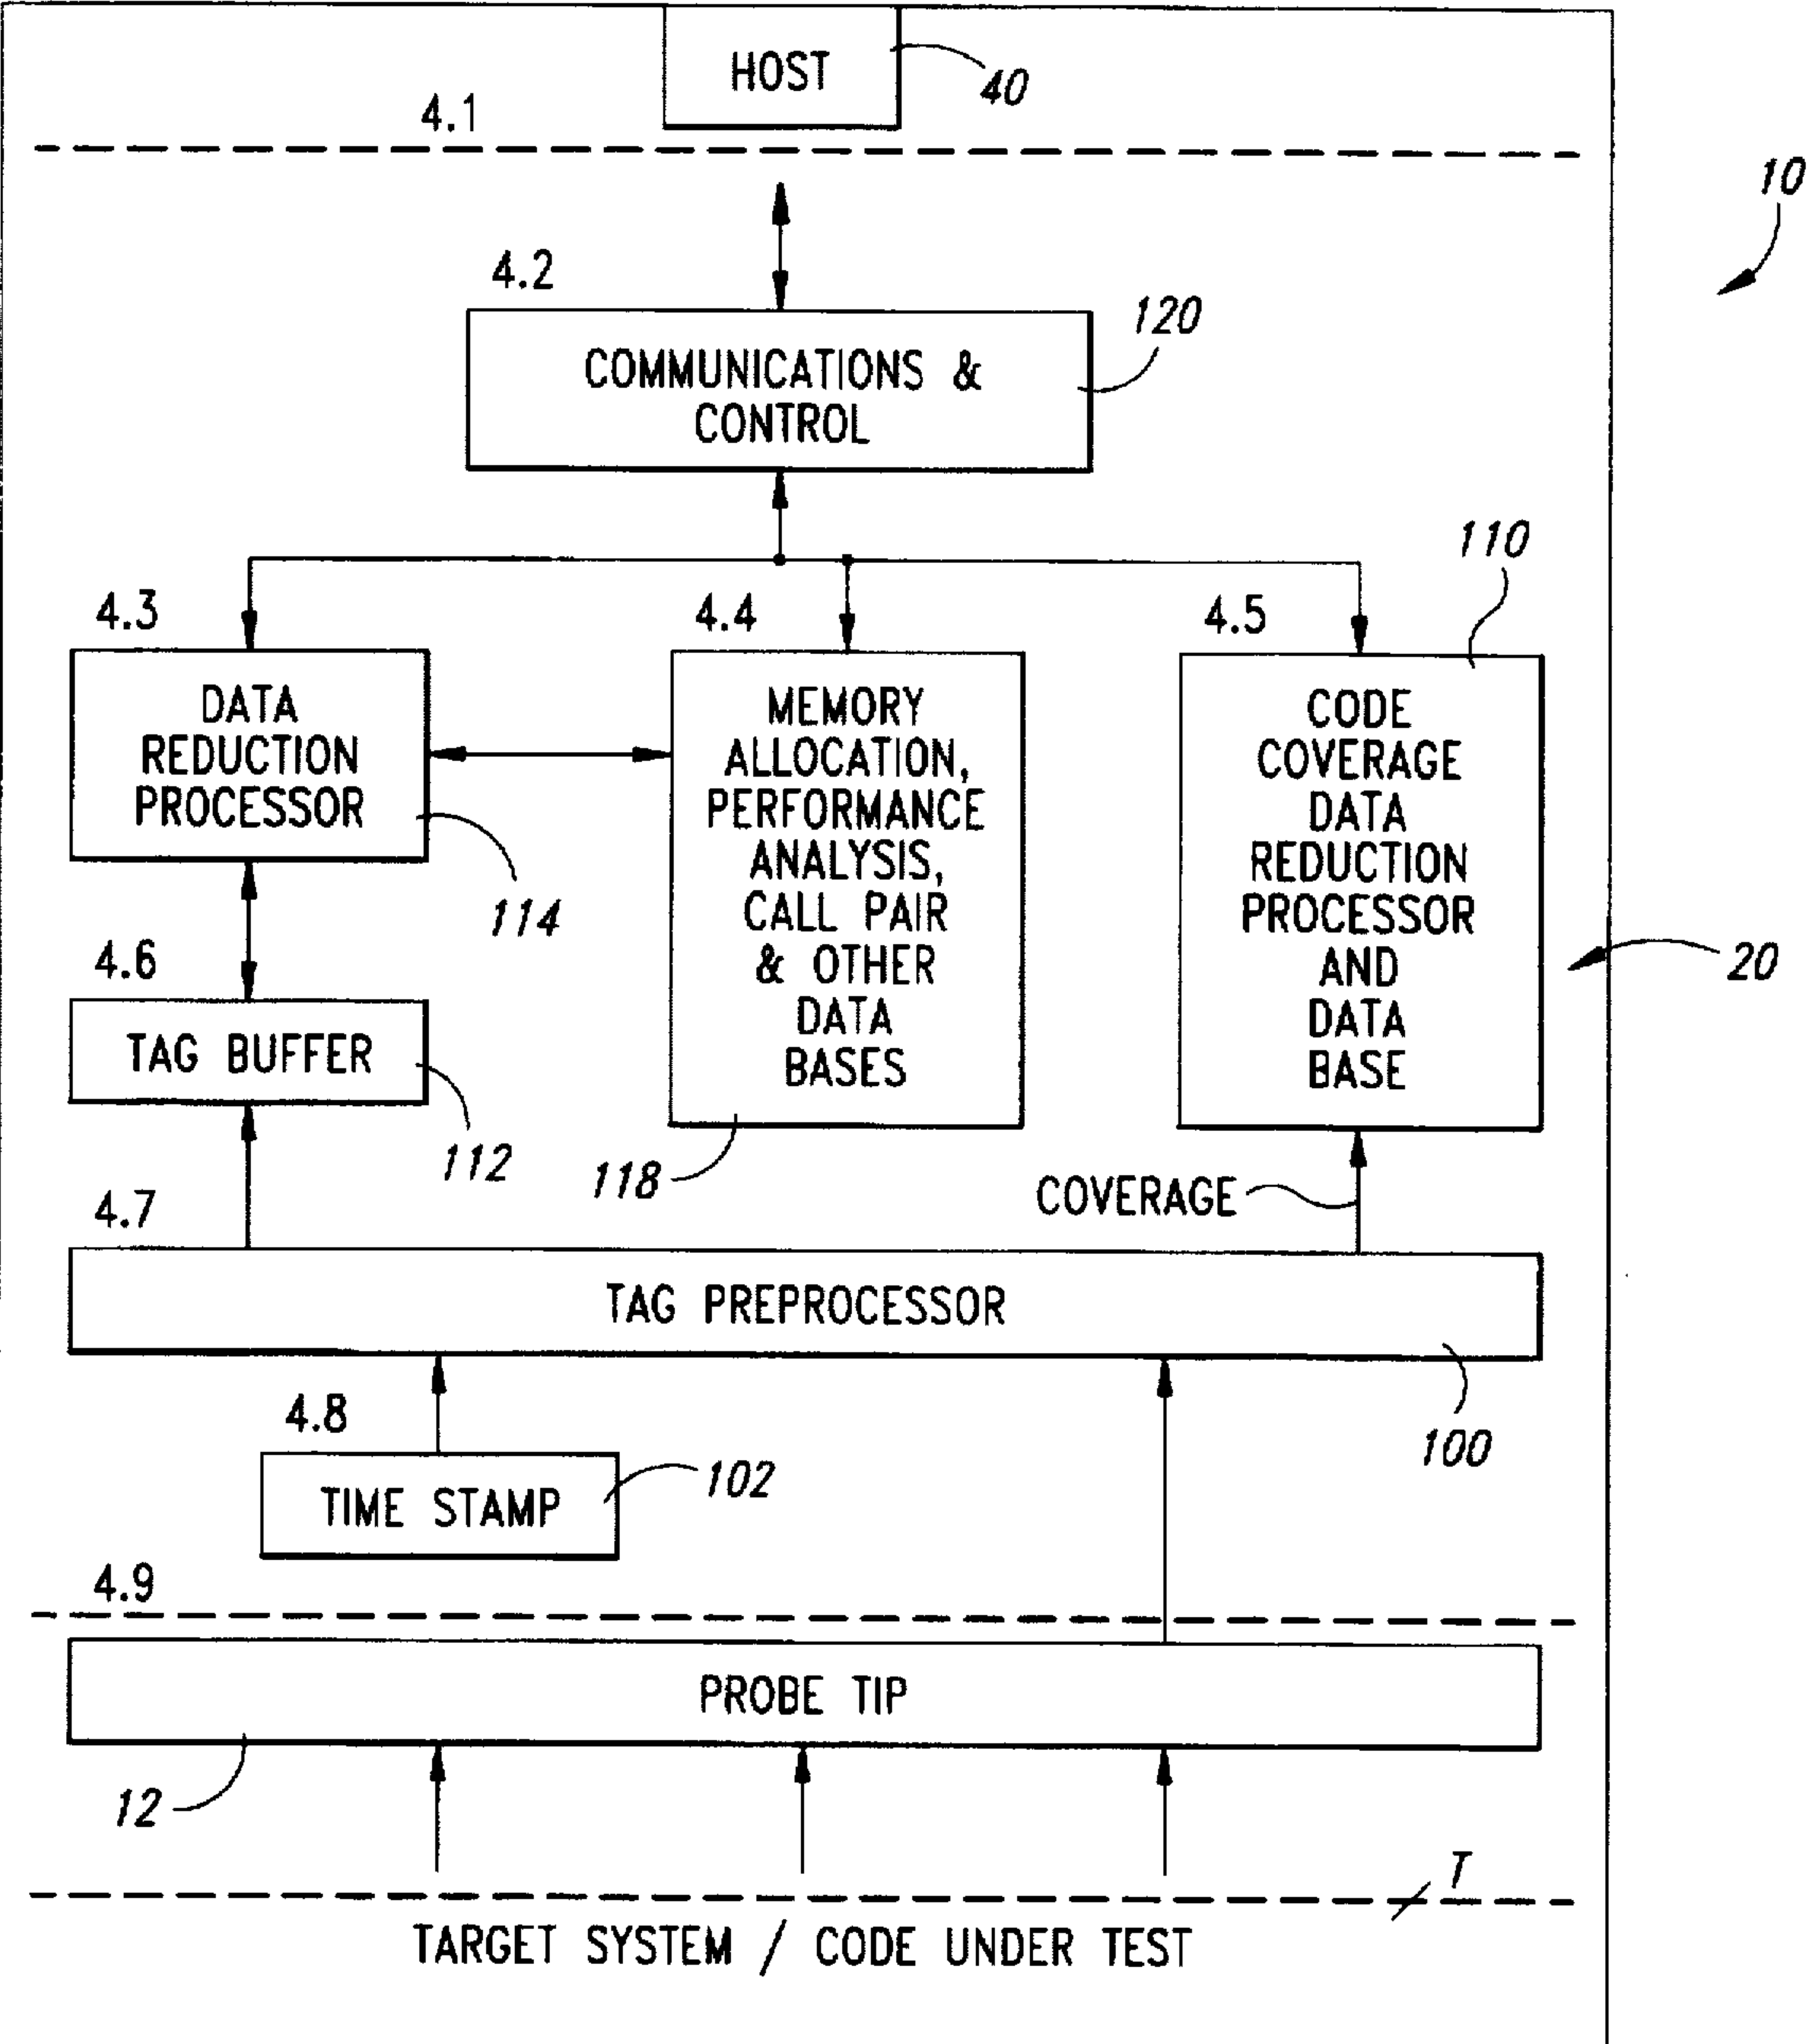 HOST
40
4.1
10
4.2
120
COMMUNICATIONS &
CONTROL
110
4.3
4.4
4.5
DATA
REDUCTION
PROCESSOR
114
MEMORY
ALLOCATION,
PERFORMANCE
ANALYSIS,
CALL PAIR
& OTHER
DATA
BASES
118
CODE
COVERAGE
DATA
REDUCTION
PROCESSOR
AND
DATA
BASE
20
4.6
TAG BUFFER
112
COVERAGE
4.7
TAG PREPROCESSOR
100
4.8
TIME STAMP
102
4.9
PROBE TIP
12
T
TARGET SYSTEM / CODE UNDER TEST